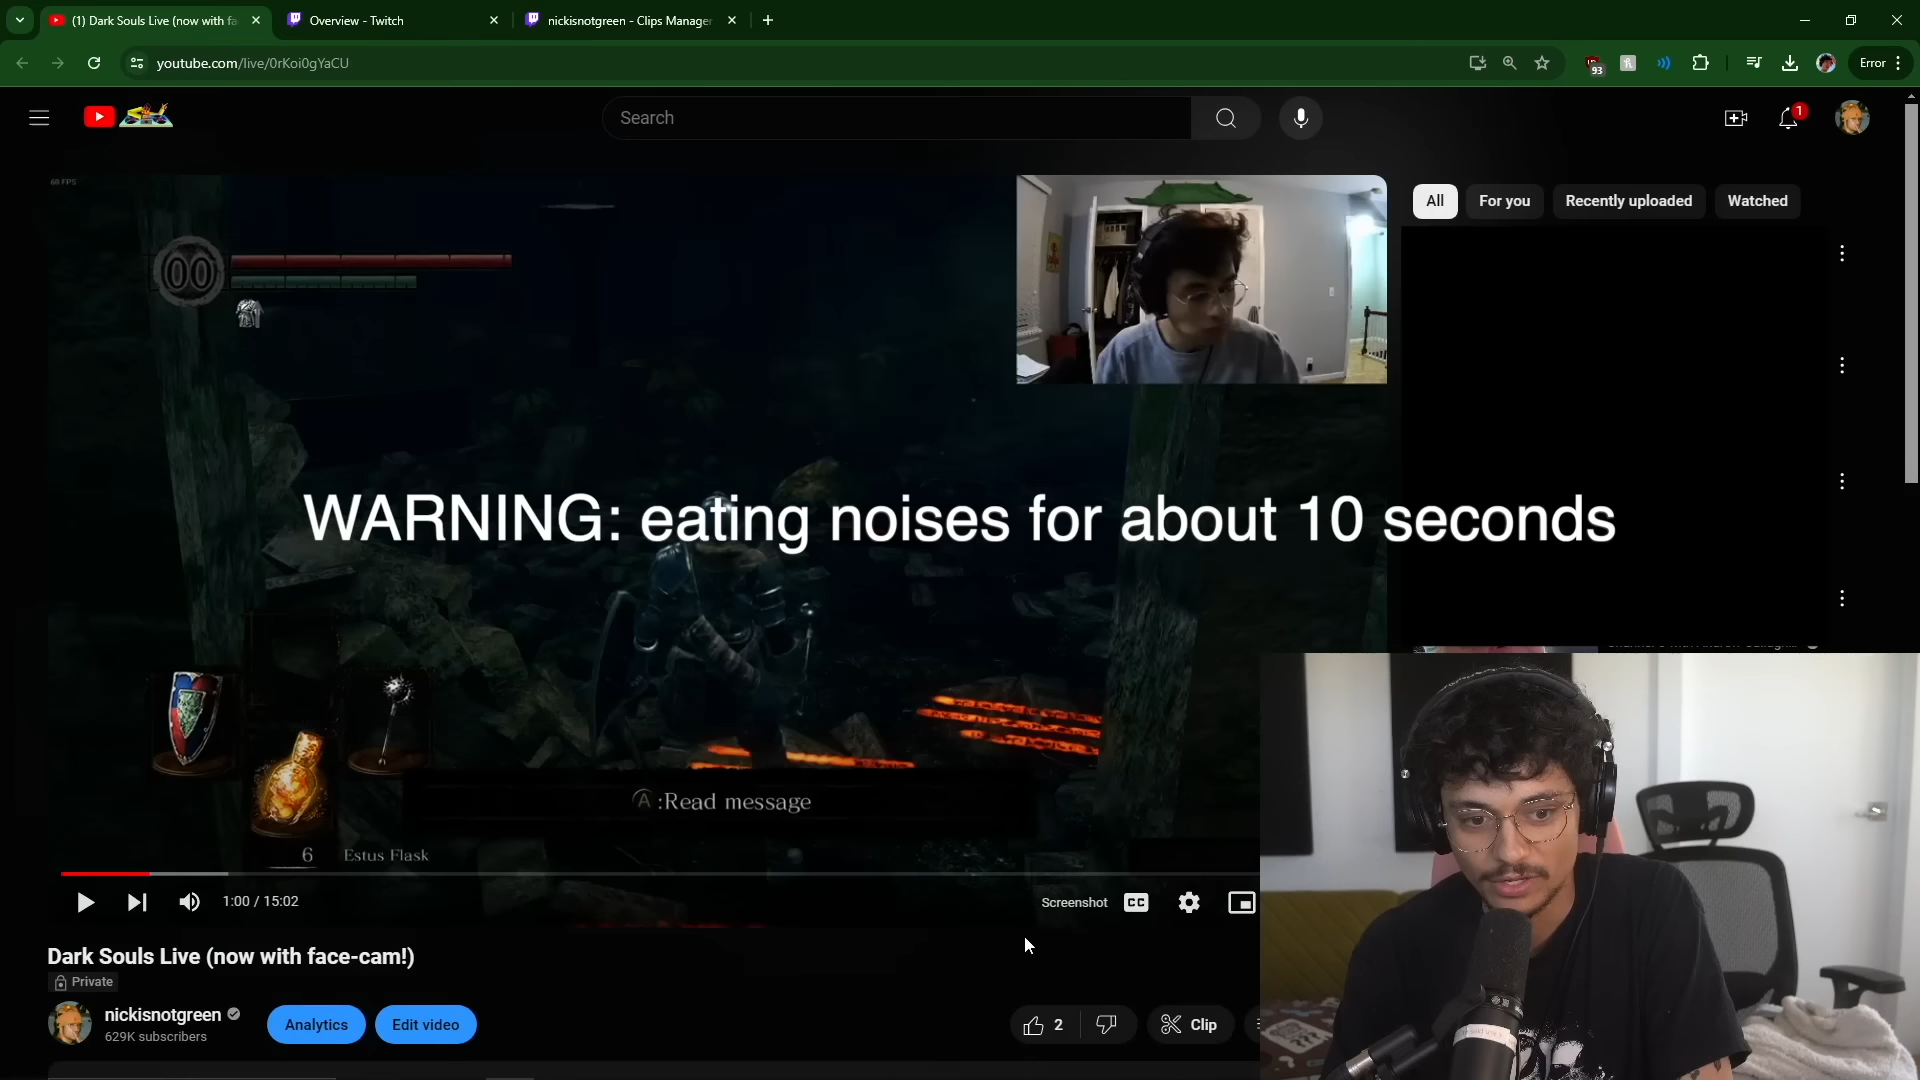 (1) Dark Souls Live (now with fa
Overview - Twitch
nickisnotgreen - Clips Manager
youtube.com/live/0rKoi0gYaCU
93
Error
Search
1
60 FPS
00
All
For you
Recently uploaded
Watched
WARNING: eating noises for about 10 seconds
A :Read message
6 Estus Flask
1:00 / 15:02
Screenshot
CC
Dark Souls Live (now with face-cam!)
Private
nickisnotgreen
629K subscribers
Analytics
Edit video
2
Clip